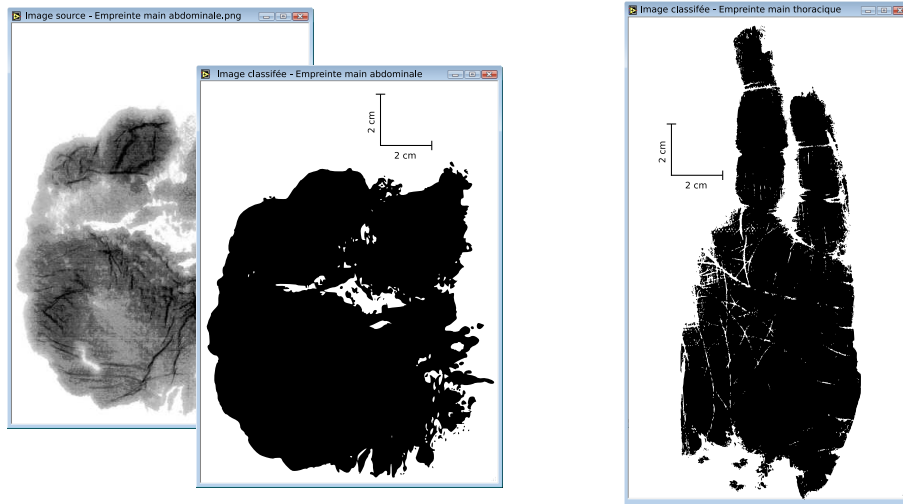 Image source - Empreinte main abdominale.png
Image classifée - Empreinte main abdominale
2 cm
2 cm
Image classifée - Empreinte main thoracique
2 cm
2 cm